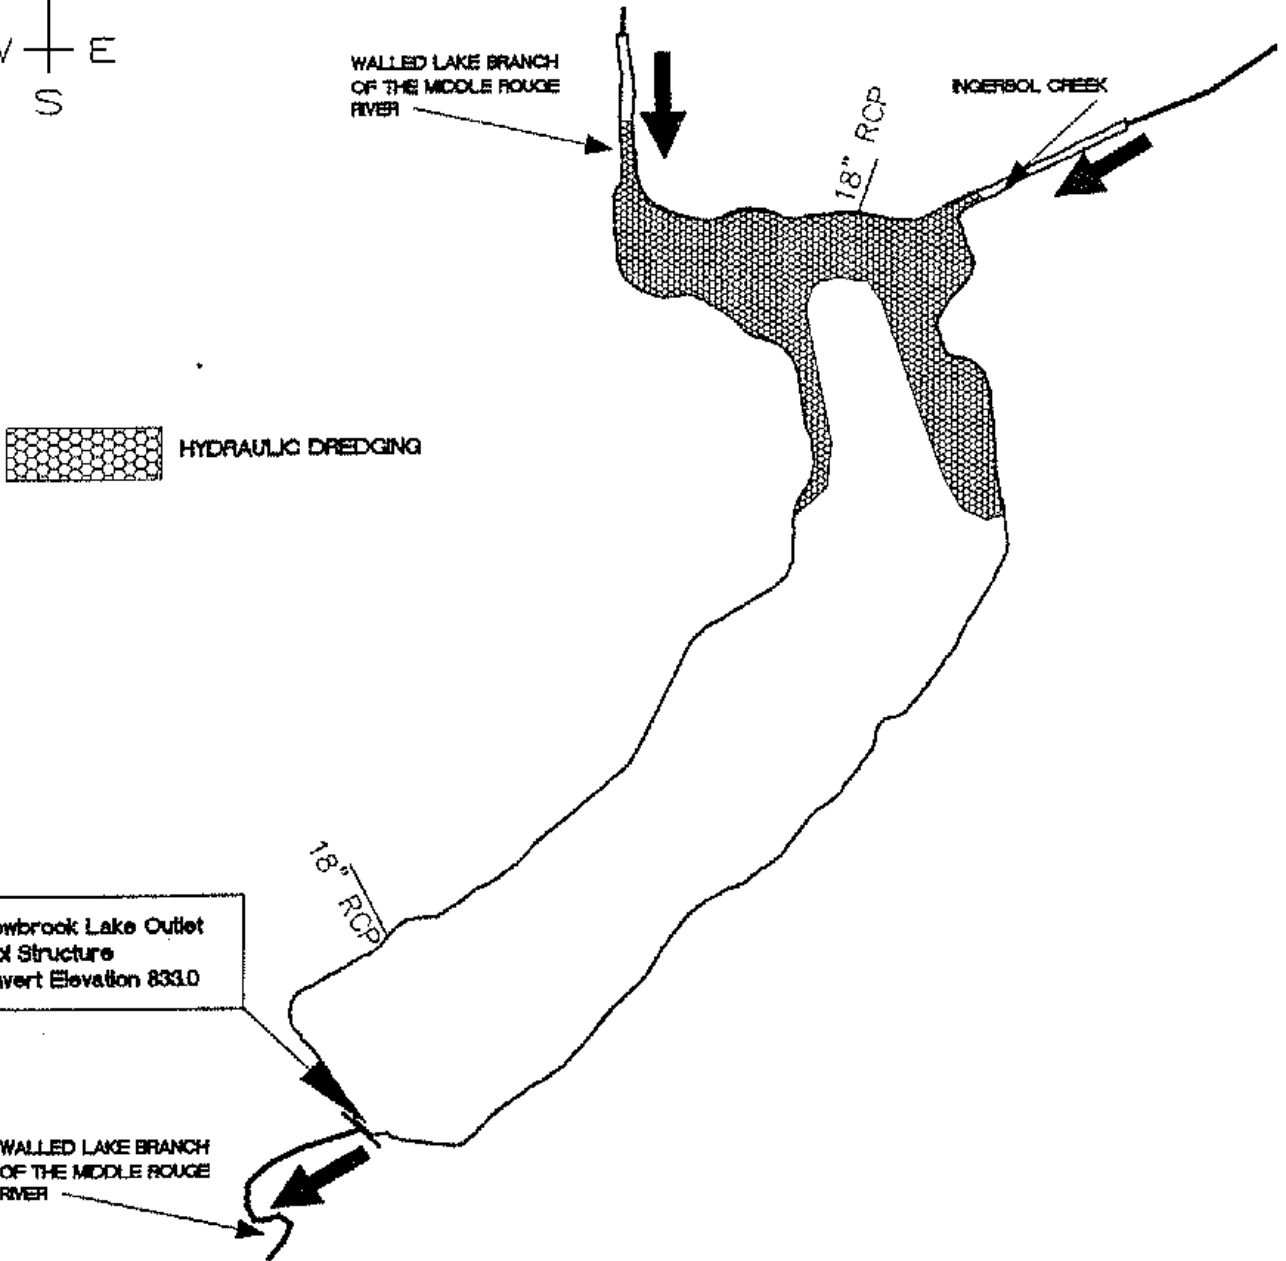 E
S
WALLED LAKE BRANCH
OF THE MIDDLE ROUGE
RIVER
18" RCP
INGERSOL CREEK
HYDRAULIC DREDGING
18" RCP
Lake Outlet
Structure
Elevation 833.0
WALLED LAKE BRANCH
OF THE MIDDLE ROUGE
RIVER